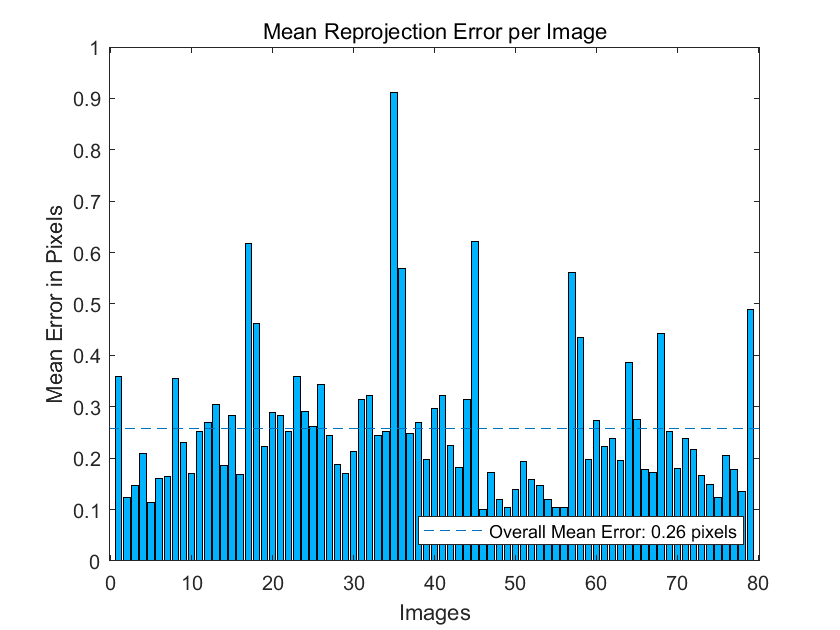 Mean Reprojection Error per Image
1
0.9
0.8
0.7
0.6
0.5
0.4
0.3
0.2
0.1
0
Mean Error in Pixels
Overall Mean Error: 0.26 pixels
0 10 20 30 40 50 60 70 80
Images